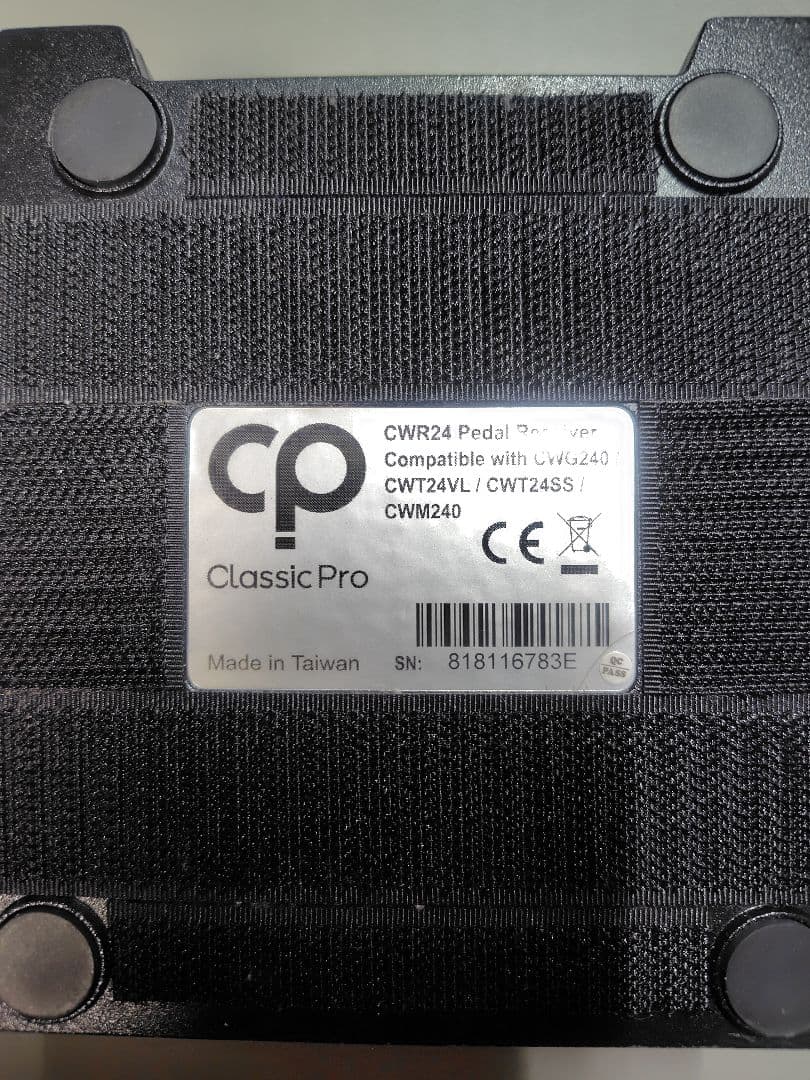 cp
Classic Pro
CWR24 Pedal
Compatible with CWG240 /
CWT24VL / CWT24SS /
CWM240
CE
Made in Taiwan SN: 818116783E
QC
PASS